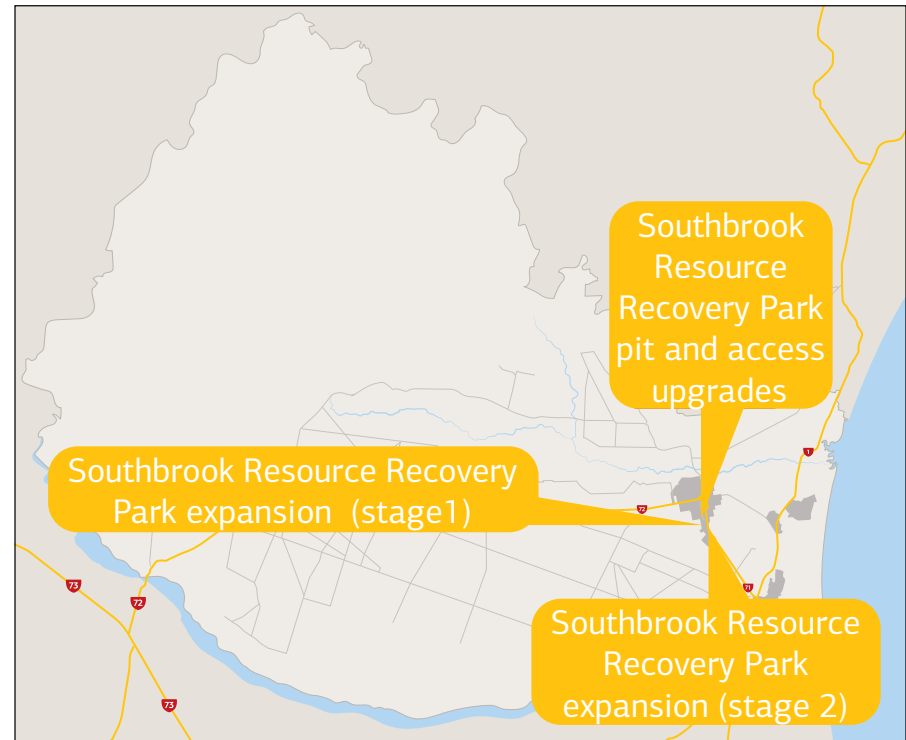 Southbrook
Resource
Recovery Park
pit and access
upgrades
1
Southbrook Resource Recovery
Park expansion (stage1)
72
73
72
71
Southbrook Resource
Recovery Park
expansion (stage 2)
73